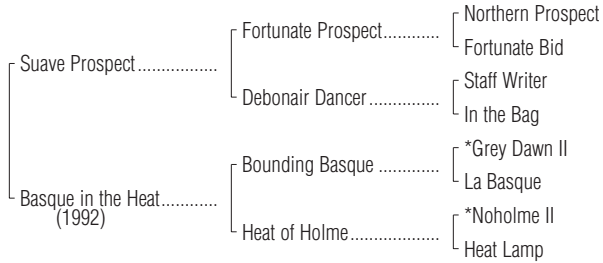 Northern Prospect
Fortunate Prospect............
Fortunate Bid
Suave Prospect................
Staff Writer
Debonair Dancer..............
In the Bag
*Grey Dawn II
Bounding Basque ............
La Basque
Basque in the Heat...........
(1992)
*Noholme II
Heat of Holme..................
Heat Lamp